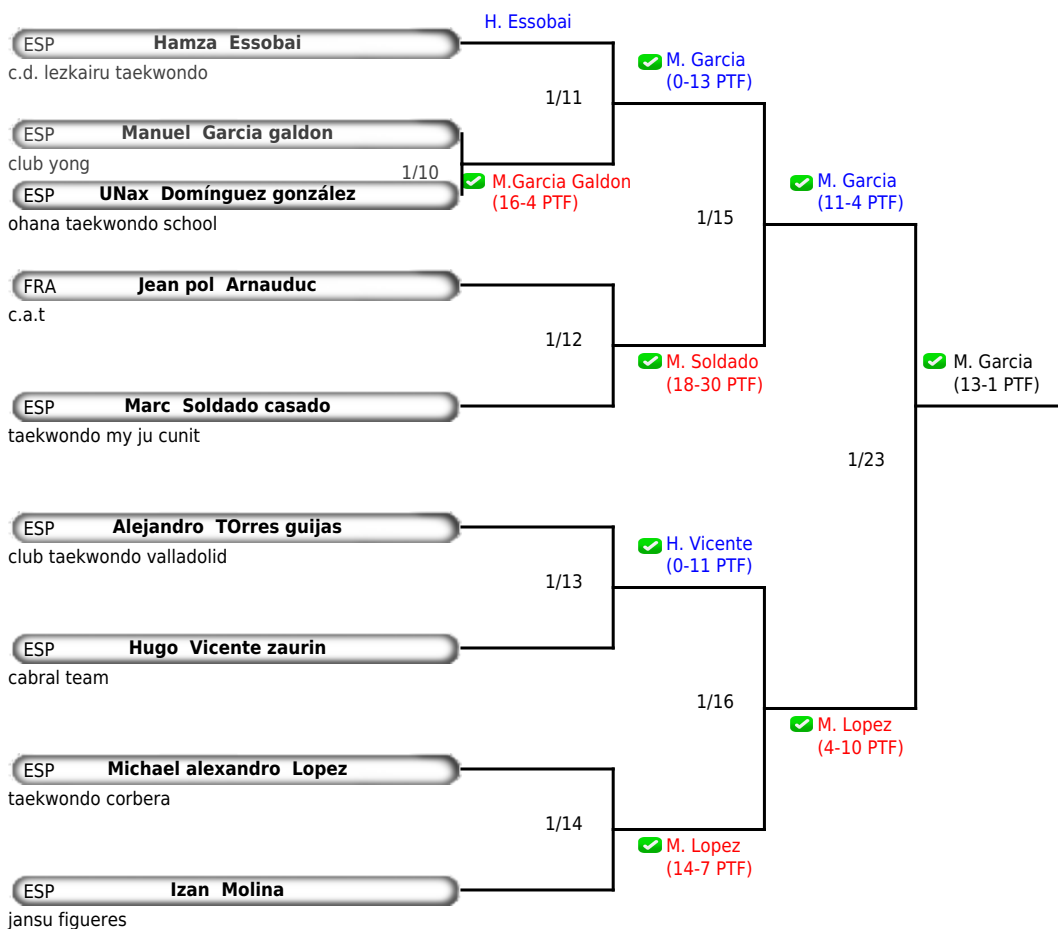 H. Essobai
ESP Hamza Essobai
c.d. lezkairu taekwondo
M. Garcia
(0-13 PTF)
1/11
ESP Manuel Garcia galdon
club yong
1/10
M.Garcia Galdon
(16-4 PTF)
ESP UNax Domínguez gonzález
ohana taekwondo school
M. Garcia
(11-4 PTF)
1/15
FRA Jean pol Arnauduc
c.a.t
1/12
M. Soldado
(18-30 PTF)
M. Garcia
(13-1 PTF)
ESP Marc Soldado casado
taekwondo my ju cunit
1/23
ESP Alejandro TOrres guijas
club taekwondo valladolid
H. Vicente
(0-11 PTF)
1/13
ESP Hugo Vicente zaurin
cabral team
1/16
M. Lopez
(4-10 PTF)
ESP Michael alexandro Lopez
taekwondo corbera
1/14
M. Lopez
(14-7 PTF)
ESP Izan Molina
jansu figueres